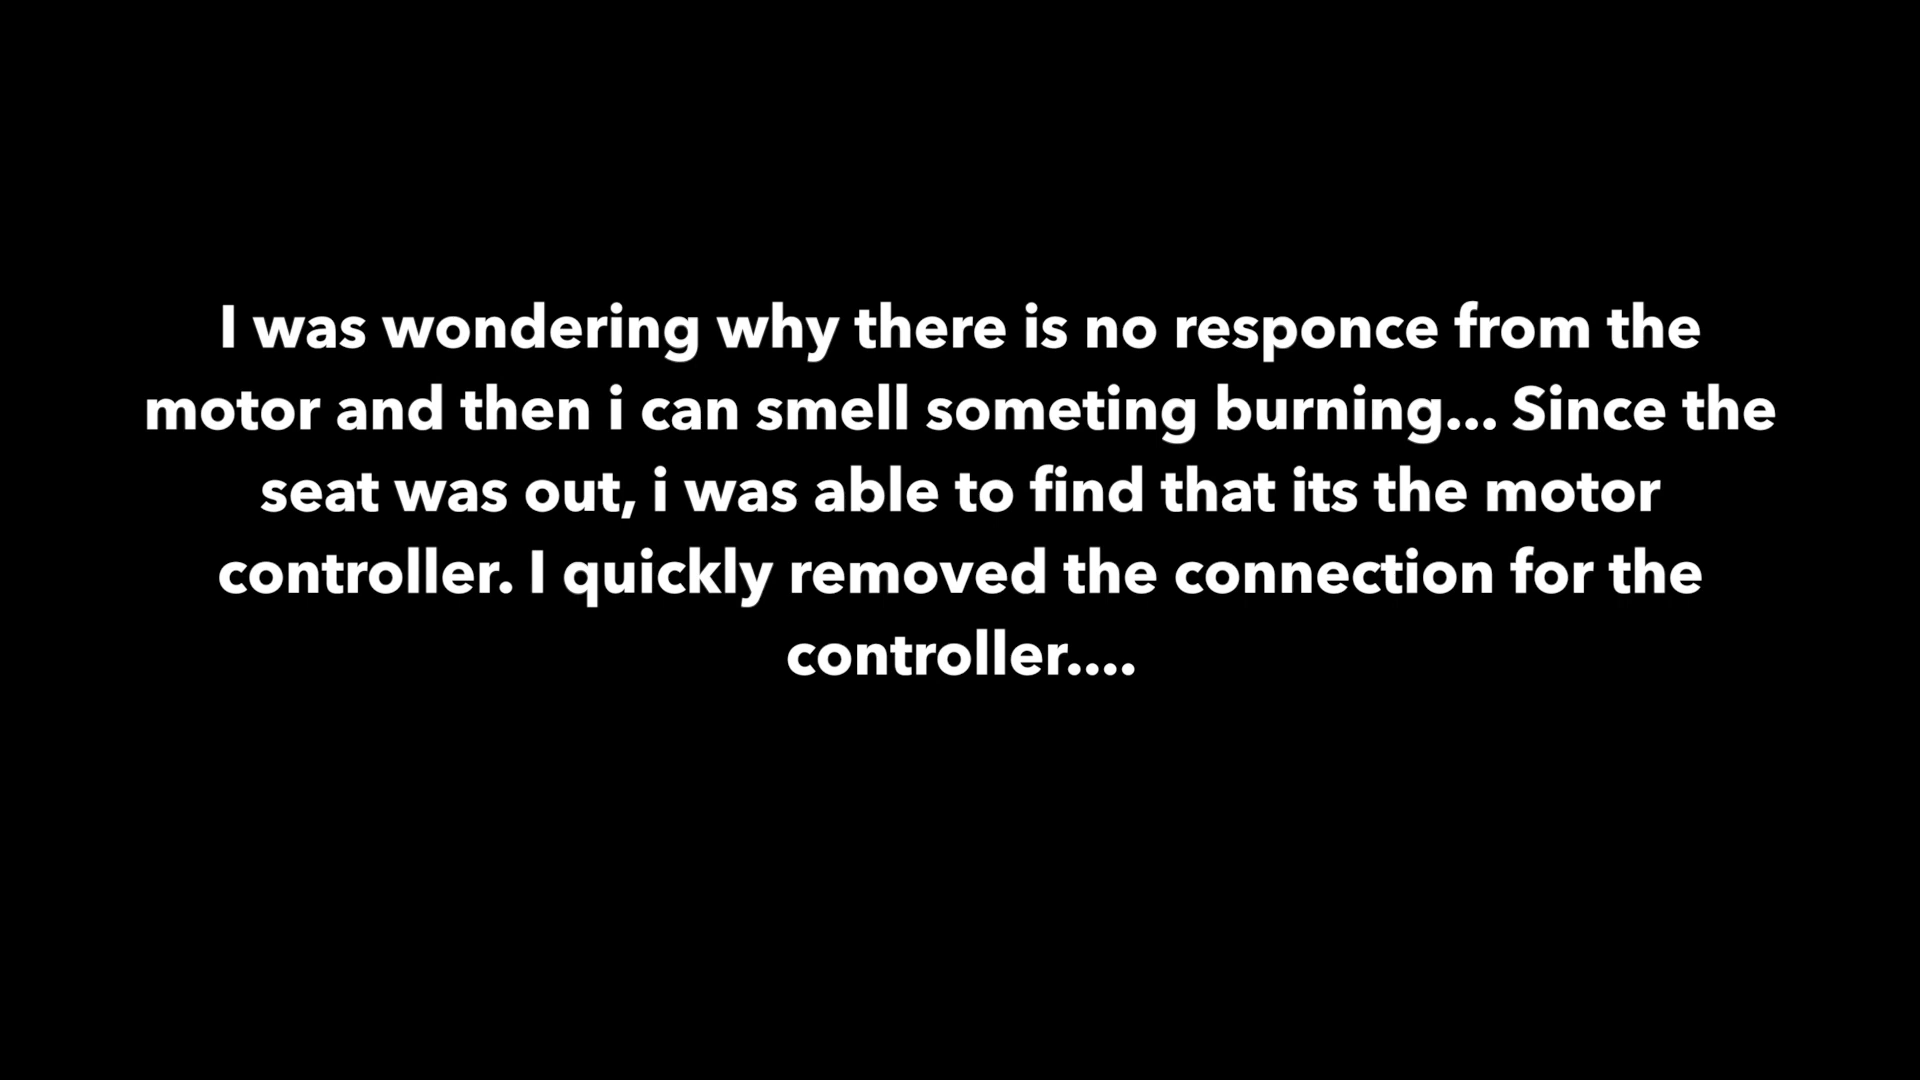 I was wondering why there is no responce from the
motor and then i can smell someting burning... Since the
seat was out, i was able to find that its the motor
controller. I quickly removed the connection for the
controller....